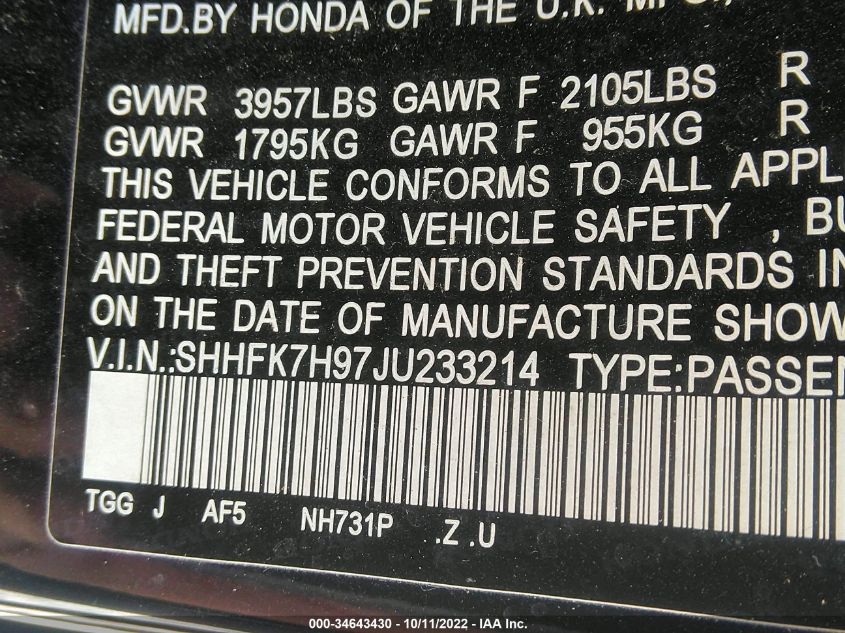 MFD.BY HONDA OF THE U.K. MFG.,
GVWR 3957LBS GAWR F 2105LBS R
GVWR 1795KG GAWR F 955KG R
THIS VEHICLE CONFORMS TO ALL APPL
FEDERAL MOTOR VEHICLE SAFETY , BU
AND THEFT PREVENTION STANDARDS IN
ON THE DATE OF MANUFACTURE SHOW
V.I.N.:SHHFK7H97JU233214 TYPE:PASSEN
TGG J AF5 NH731P .Z .U
000-34643430 - 10/11/2022 - IAA Inc.